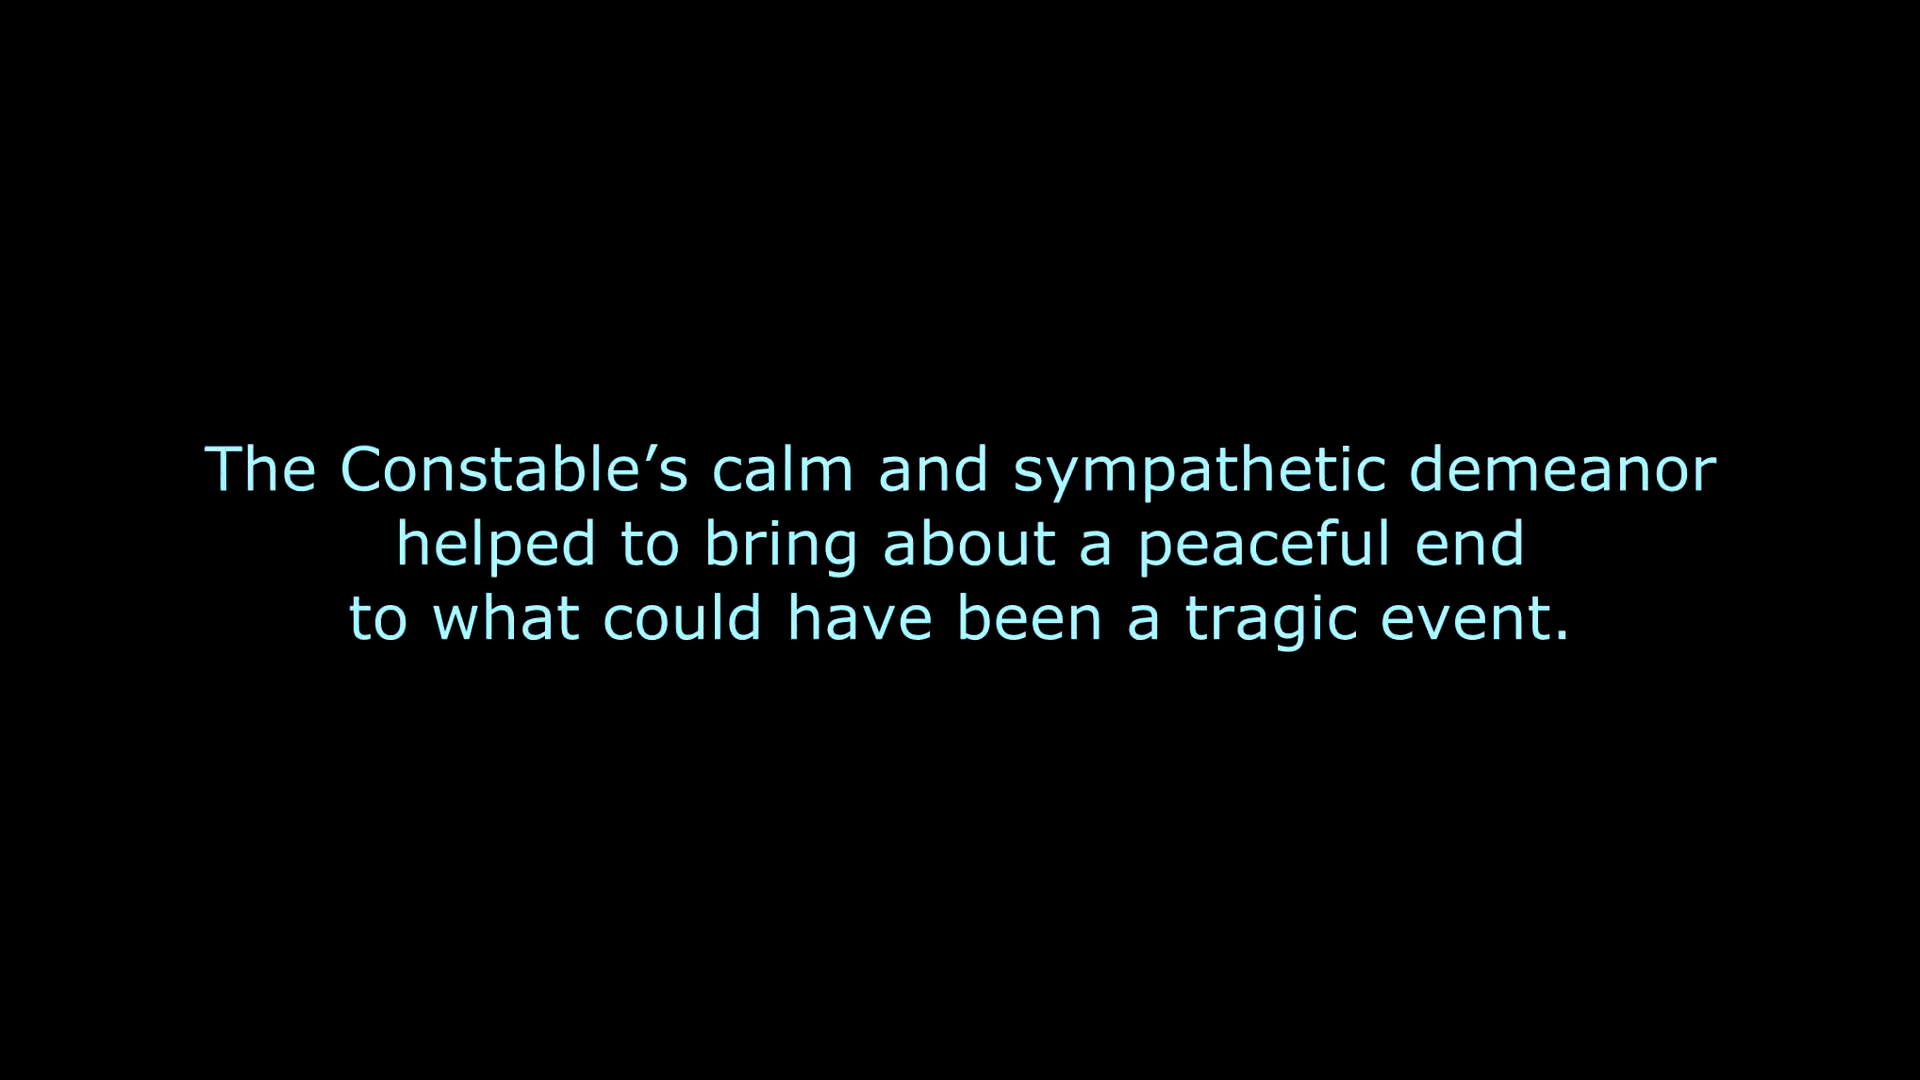 The Constable’s calm and sympathetic demeanor
helped to bring about a peaceful end
to what could have been a tragic event.